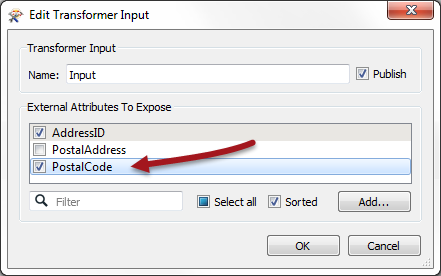 Edit Transformer Input
Transformer Input
Name: Input Publish
External Attributes To Expose
AddressID
PostalAddress
PostalCode
Filter Select all Sorted Add...
OK Cancel